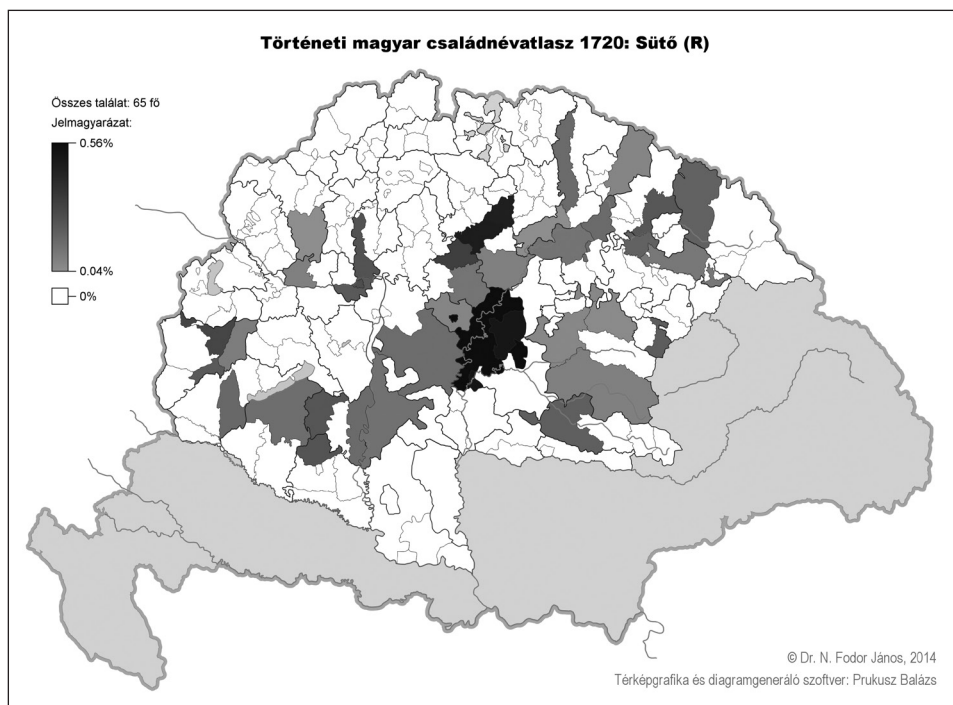 Történeti magyar családnévatlasz 1720: Sütő (R)
Összes találat: 65 fő
Jelmagyarázat:
0.56%
0.04%
0%
© Dr. N. Fodor János, 2014
Térképgrafika és diagramgeneráló szoftver: Prukusz Balázs